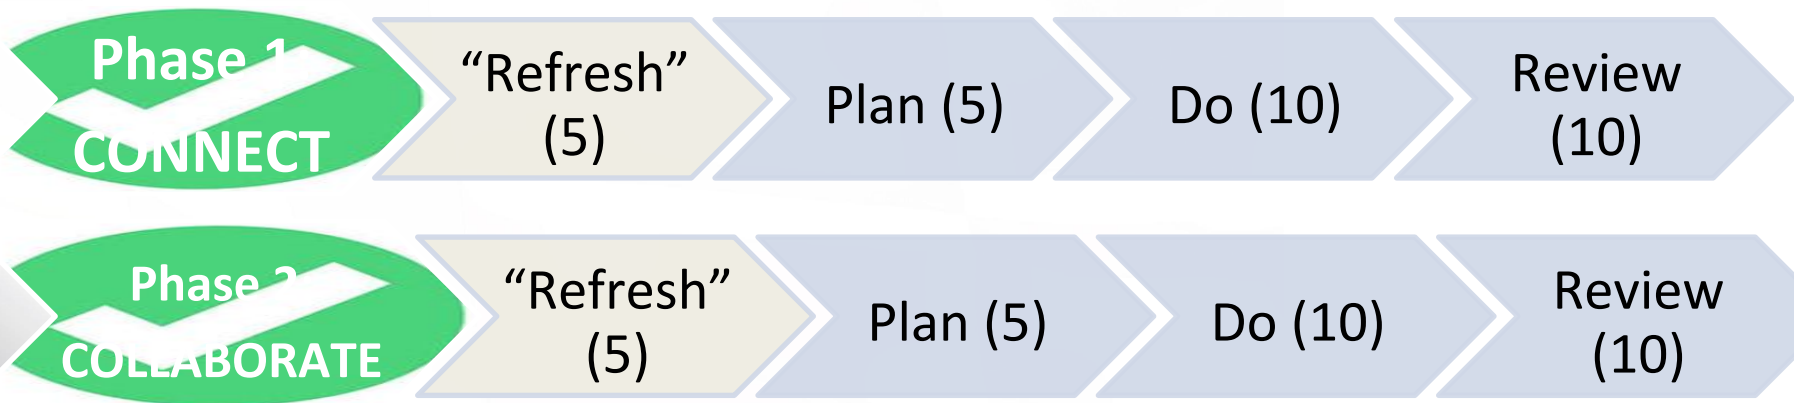 Phase 1
CONNECT
“Refresh”
(5)
Plan (5)
Do (10)
Review
(10)
Phase 2
COLLABORATE
“Refresh”
(5)
Plan (5)
Do (10)
Review
(10)